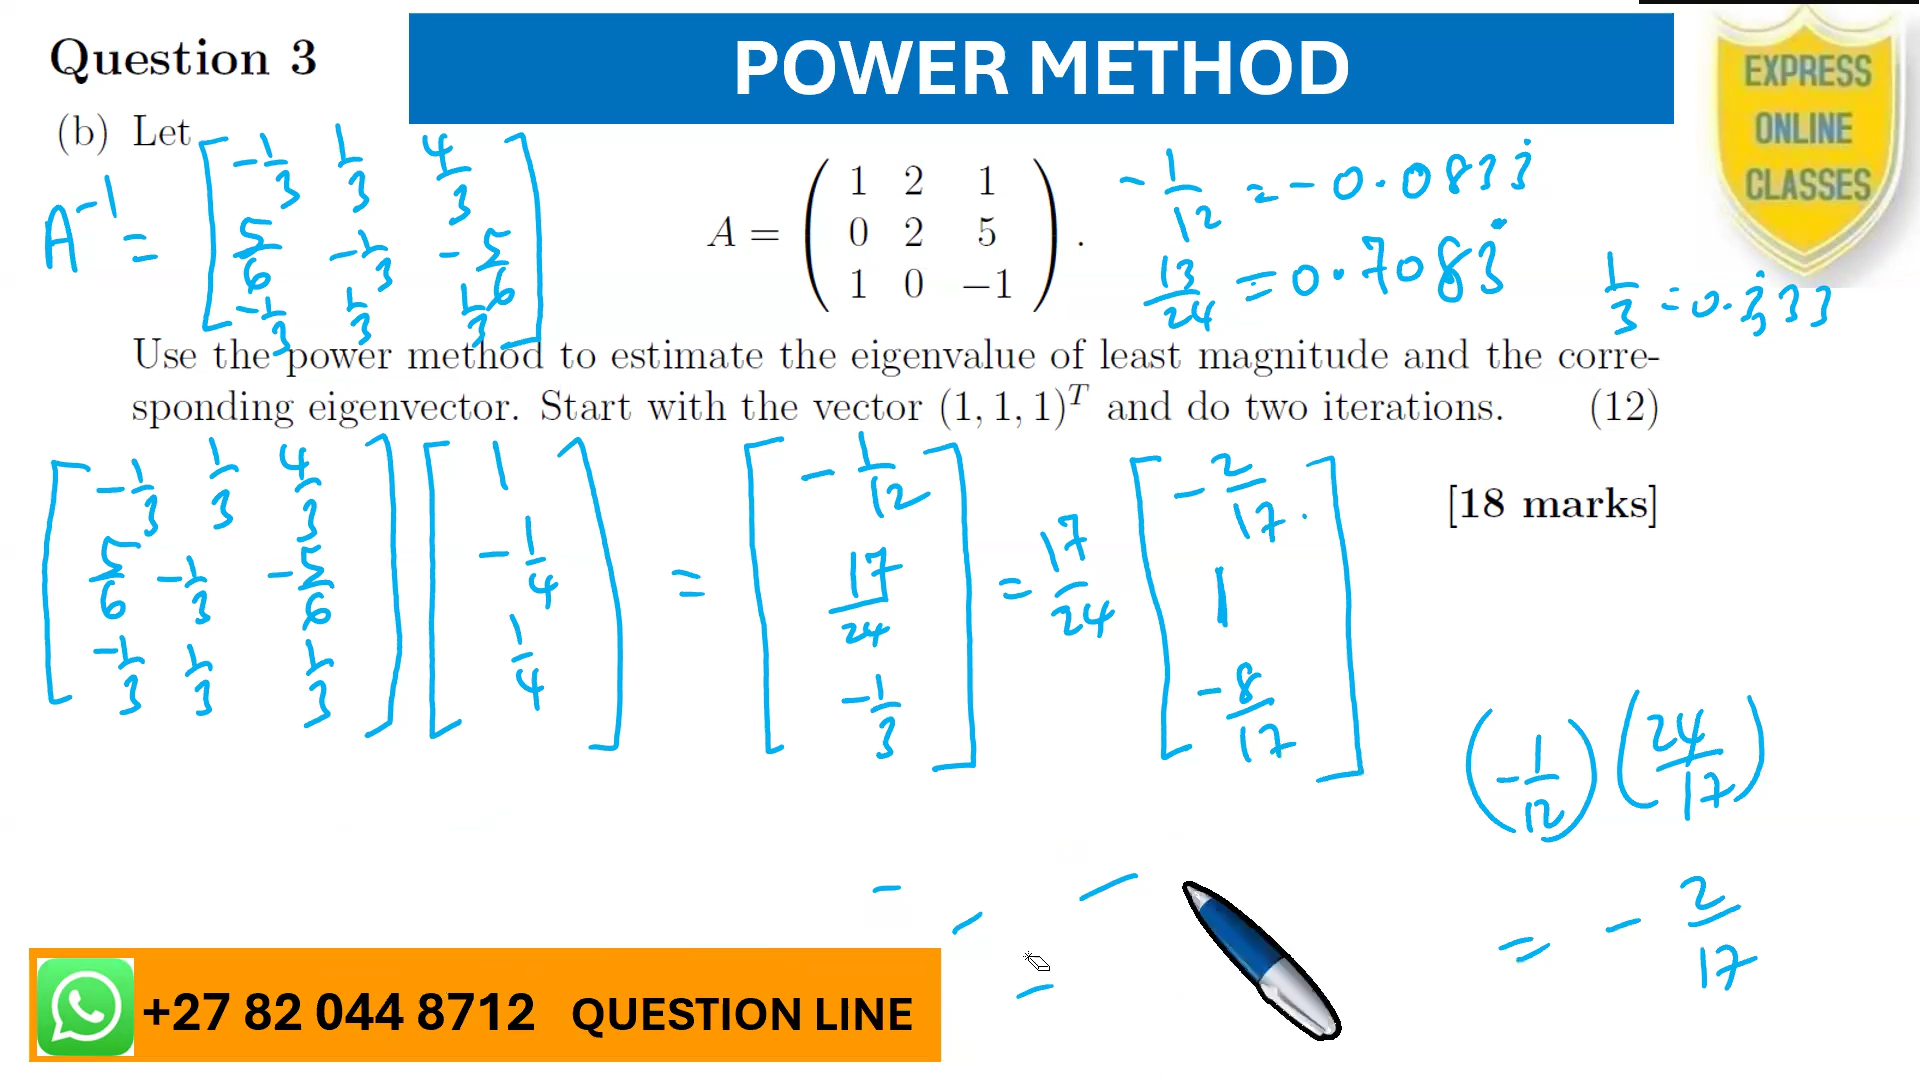 Question 3
POWER METHOD
EXPRESS
ONLINE
CLASSES
(b) Let
A⁻¹ = [ -1/3 1/3 4/3
5/6 -1/3 -5/6
-1/3 1/3 1/3 ]
A = ( 1 2 1
0 2 5
1 0 −1 ) .
-1/12 = -0.0833
13/24 = 0.7083
1/3 = 0.333
Use the power method to estimate the eigenvalue of least magnitude and the corre-
sponding eigenvector. Start with the vector (1, 1, 1)ᵀ and do two iterations. (12)
[18 marks]
[ -1/3 1/3 4/3
5/6 -1/3 -5/6
-1/3 1/3 1/3 ] [ 1
-1/4
1/4 ] = [ -1/12
17/24
-1/3 ] = 17/24 [ -2/17 .
1
-8/17 ]
(-1/12) (24/17)
= -2/17
+27 82 044 8712 QUESTION LINE